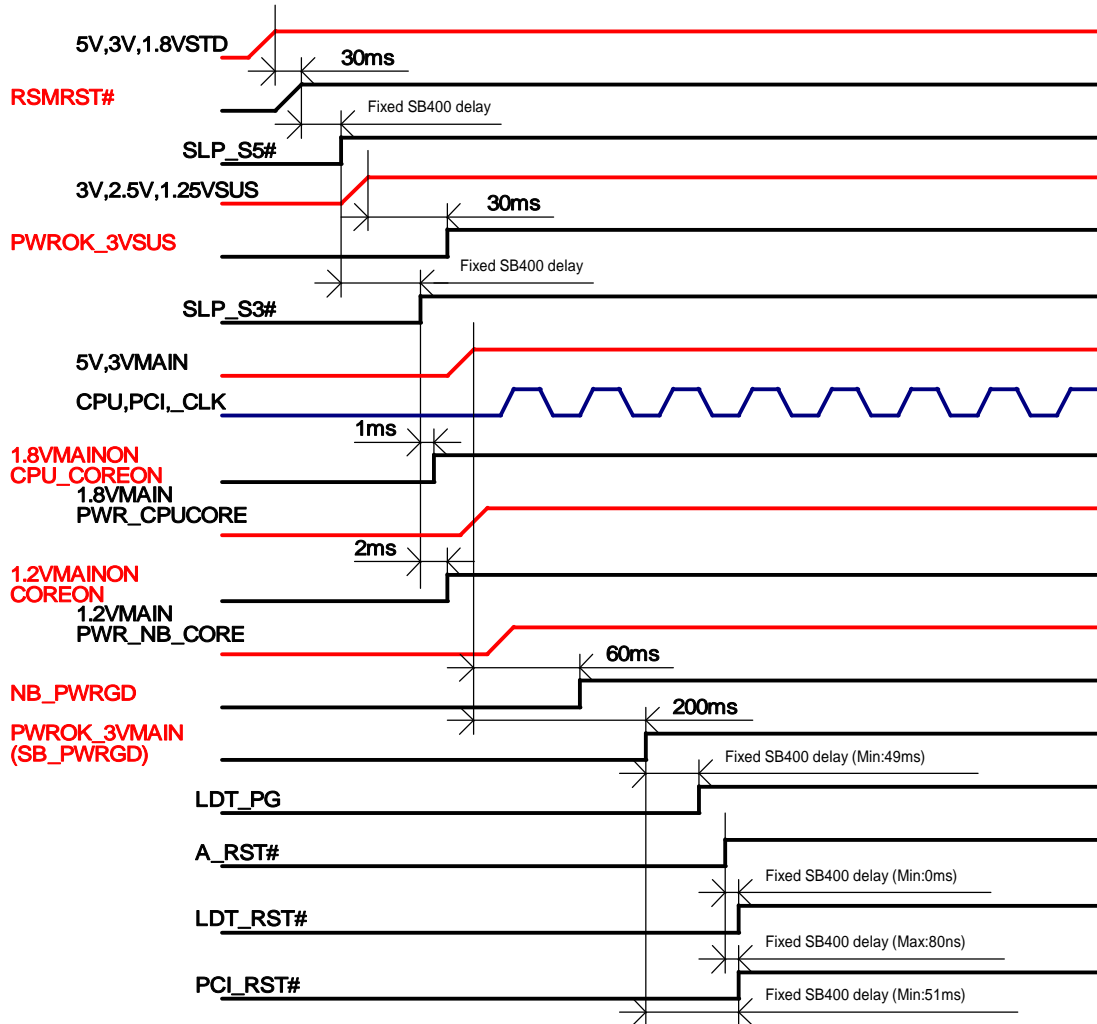 5V,3V,1.8VSTD
30ms
RSMRST#
Fixed SB400 delay
SLP_S5#
3V,2.5V,1.25VSUS
30ms
PWROK_3VSUS
Fixed SB400 delay
SLP_S3#
5V,3VMAIN
CPU,PCI,_CLK
1ms
1.8VMAINON
CPU_COREON
1.8VMAIN
PWR_CPUCORE
2ms
1.2VMAINON
COREON
1.2VMAIN
PWR_NB_CORE
60ms
NB_PWRGD
200ms
PWROK_3VMAIN
(SB_PWRGD)
Fixed SB400 delay (Min:49ms)
LDT_PG
A_RST#
Fixed SB400 delay (Min:0ms)
LDT_RST#
Fixed SB400 delay (Max:80ns)
PCI_RST#
Fixed SB400 delay (Min:51ms)